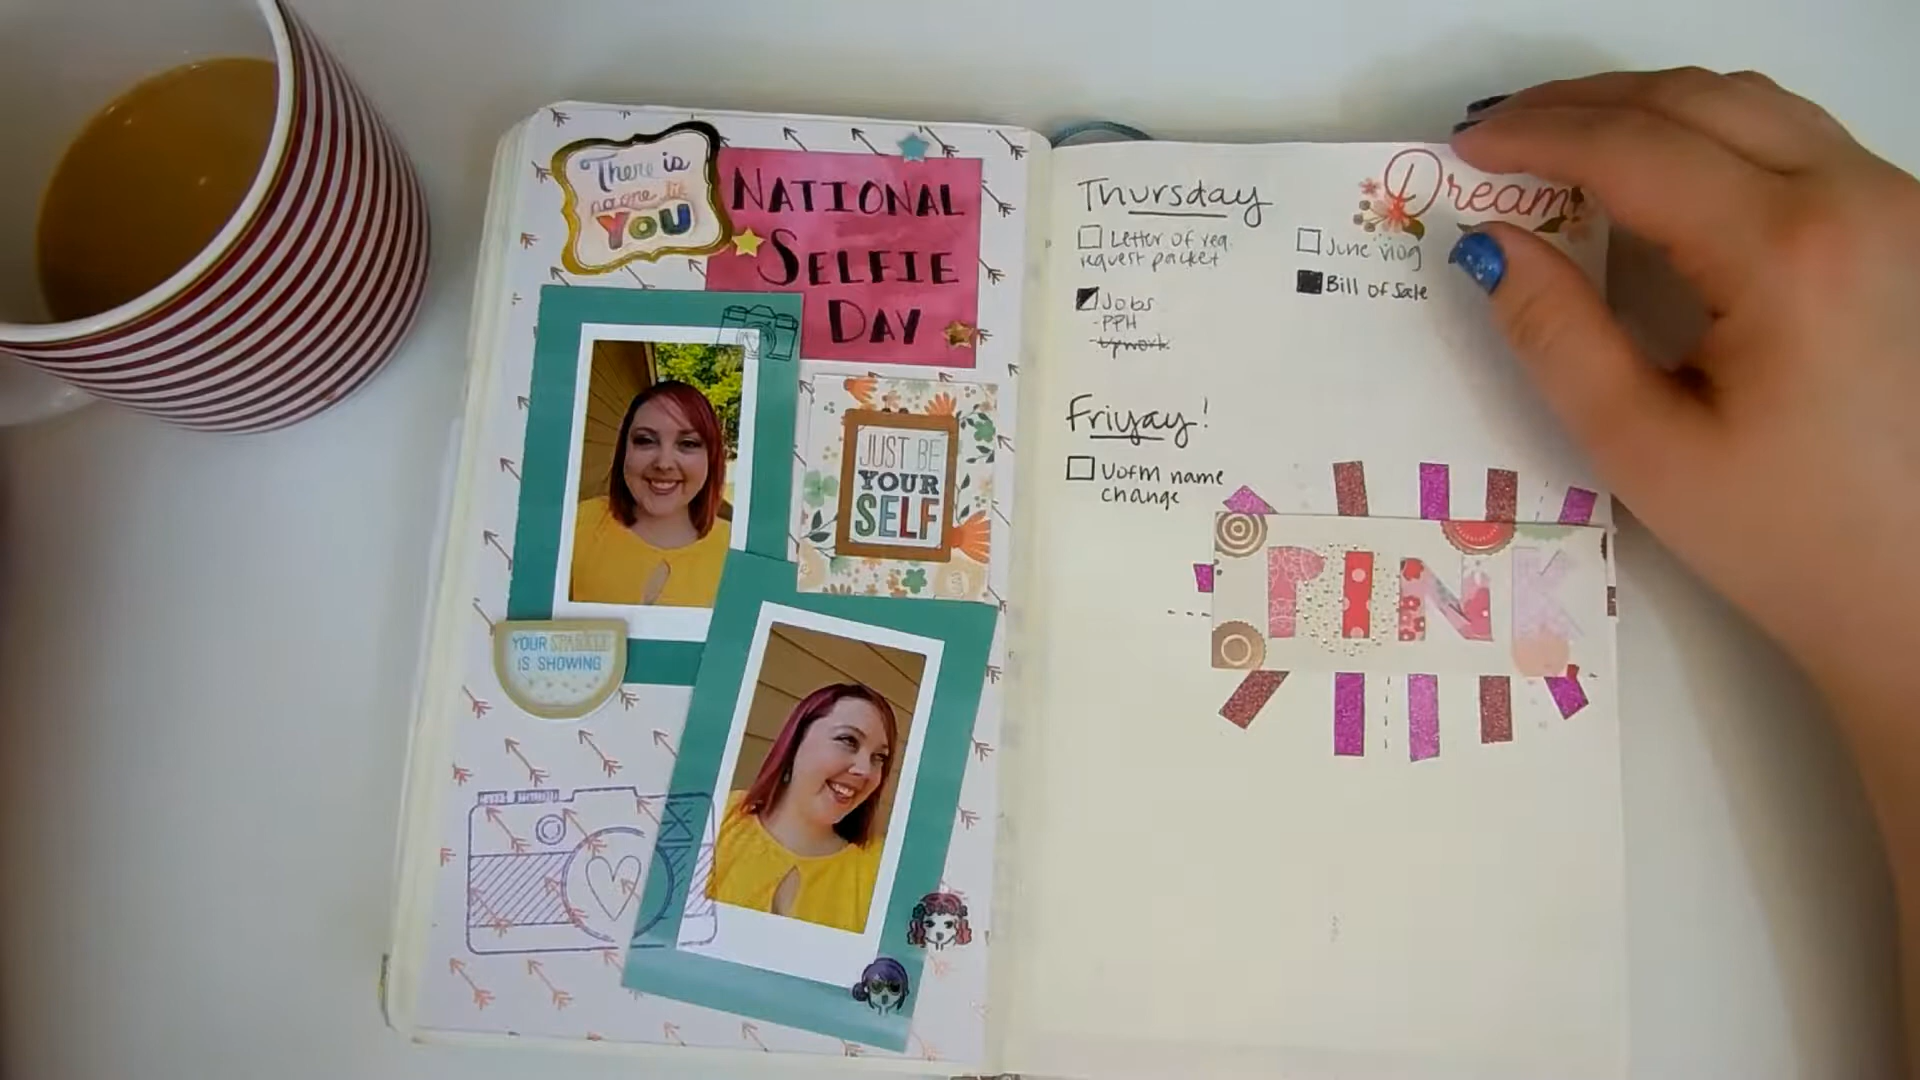 There is
no one like
YOU
NATIONAL
SELFIE
DAY
JUST BE
YOUR
SELF
YOUR SPARKLE
IS SHOWING
Thursday
Letter of req.
request packet
Jobs
-PPH
-Upwork
Dream
June vlog
Bill of Sale
Friyay!
UofM name
change
PINK